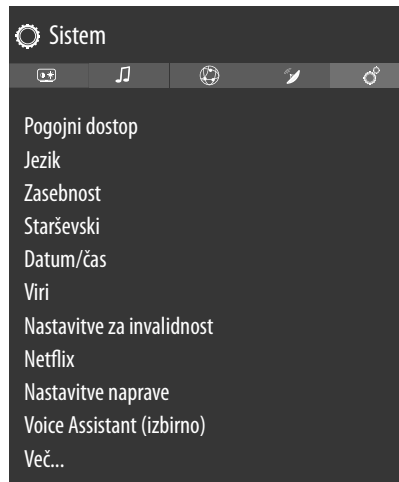 Sistem
Pogojni dostop
Jezik
Zasebnost
Starševski
Datum/čas
Viri
Nastavitve za invalidnost
Netflix
Nastavitve naprave
Voice Assistant (izbirno)
Več...